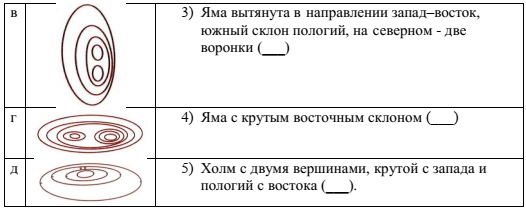 в
3) Яма вытянута в направлении запад–восток,
южный склон пологий, на северном - две
воронки (___)
г
4) Яма с крутым восточным склоном (___)
д
5) Холм с двумя вершинами, крутой с запада и
пологий с востока (___).